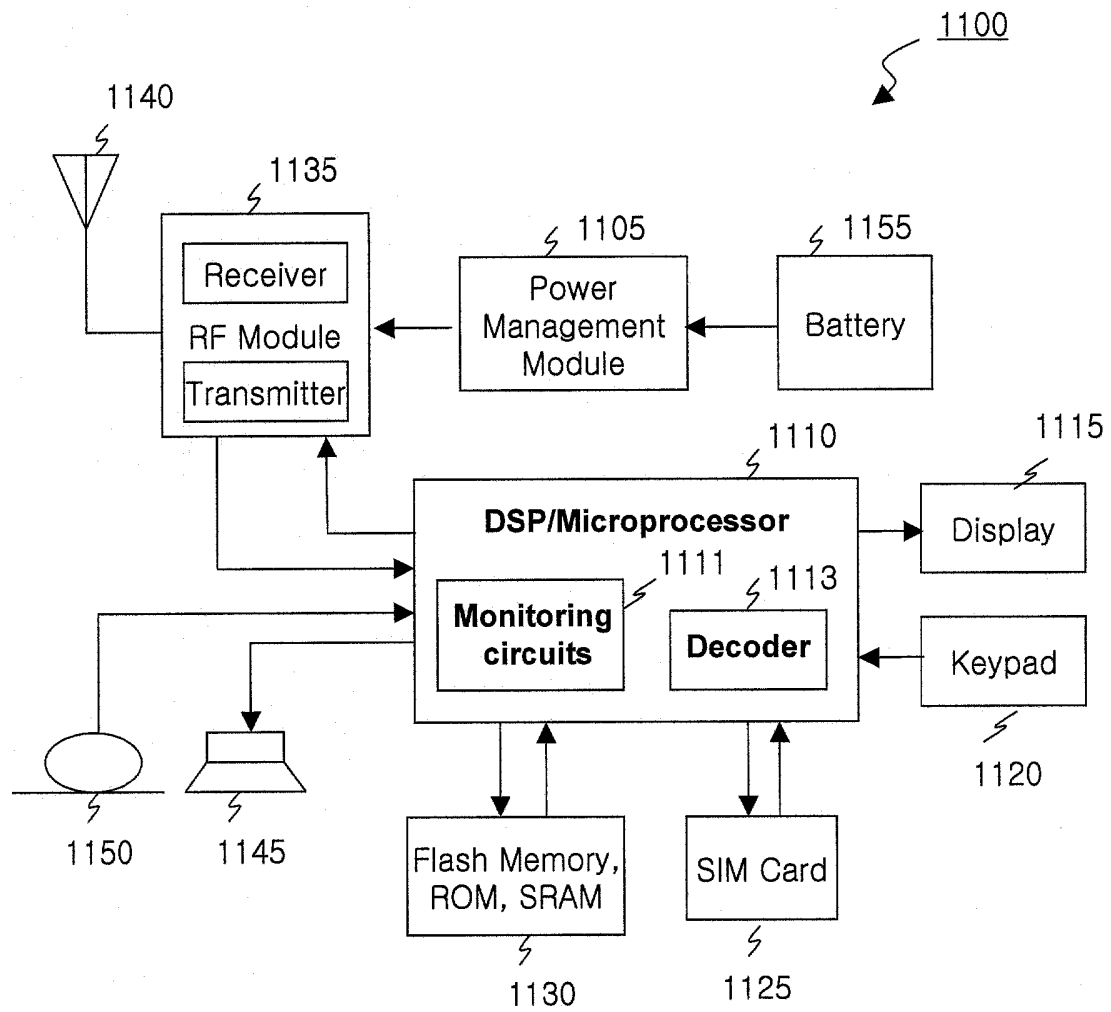 1100
1140
1135
Receiver
RF Module
Transmitter
1105
Power
Management
Module
1155
Battery
1110
DSP/Microprocessor
1111
Monitoring
circuits
1113
Decoder
1115
Display
Keypad
1120
1150
1145
Flash Memory,
ROM, SRAM
1130
SIM Card
1125